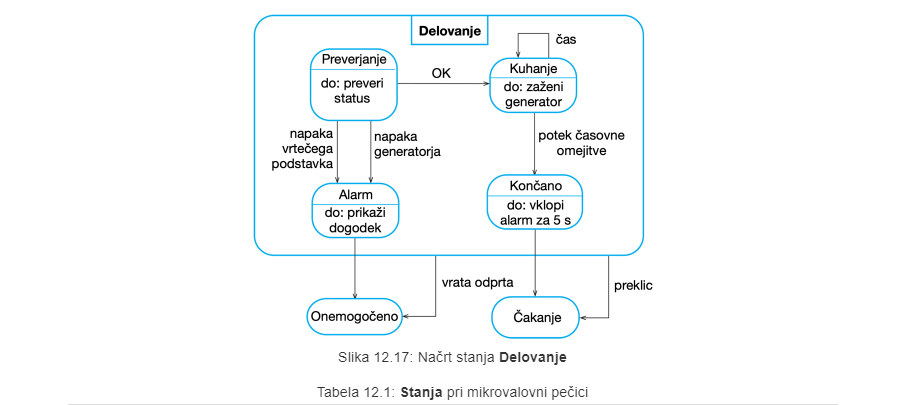 Delovanje
čas
Preverjanje
do: preveri
status
OK
Kuhanje
do: zaženi
generator
napaka
vrtečega
podstavka
napaka
generatorja
potek časovne
omejitve
Alarm
do: prikaži
dogodek
Končano
do: vklopi
alarm za 5 s
vrata odprta
preklic
Onemogočeno
Čakanje
Slika 12.17: Načrt stanja Delovanje
Tabela 12.1: Stanja pri mikrovalovni pečici